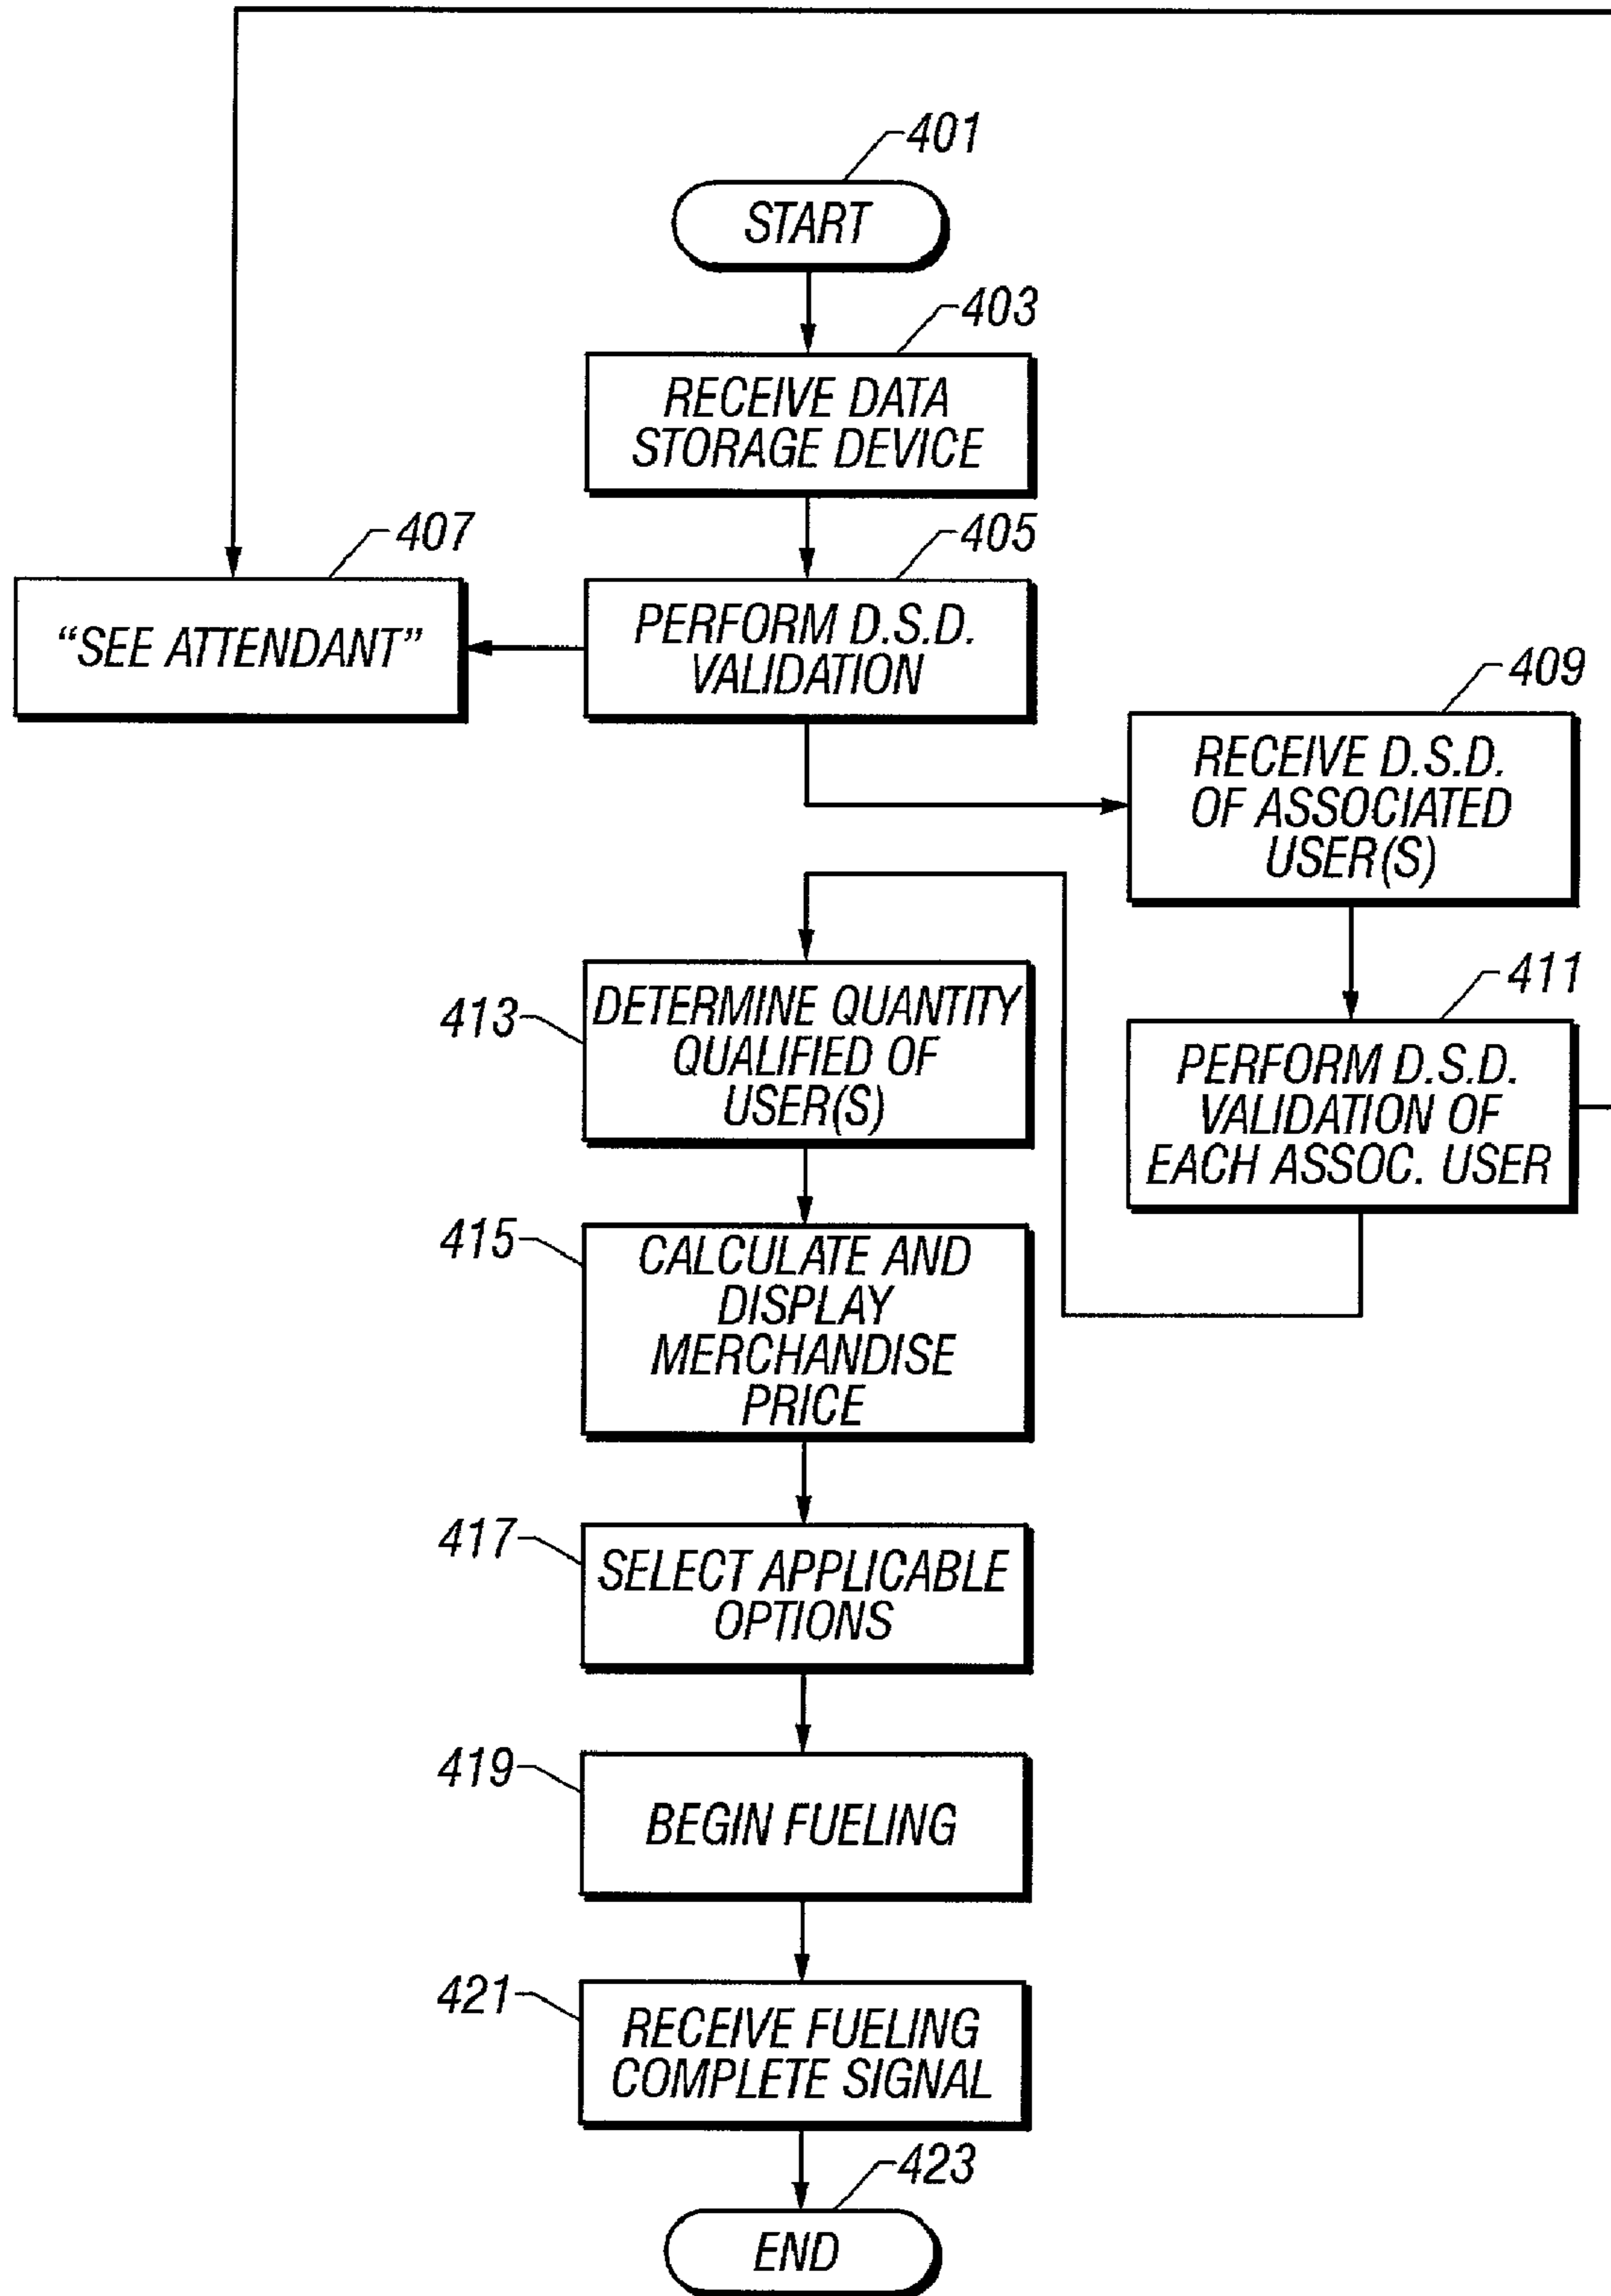 401
START
403
RECEIVE DATA
STORAGE DEVICE
407
"SEE ATTENDANT"
405
PERFORM D.S.D.
VALIDATION
409
RECEIVE D.S.D.
OF ASSOCIATED
USER(S)
411
PERFORM D.S.D.
VALIDATION OF
EACH ASSOC. USER
413
DETERMINE QUANTITY
QUALIFIED OF
USER(S)
415
CALCULATE AND
DISPLAY
MERCHANDISE
PRICE
417
SELECT APPLICABLE
OPTIONS
419
BEGIN FUELING
421
RECEIVE FUELING
COMPLETE SIGNAL
423
END